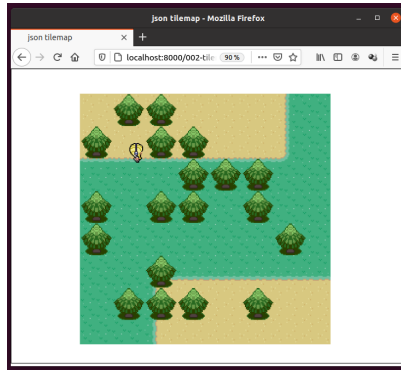 json tilemap - Mozilla Firefox
json tilemap
localhost:8000/002-tile 90%